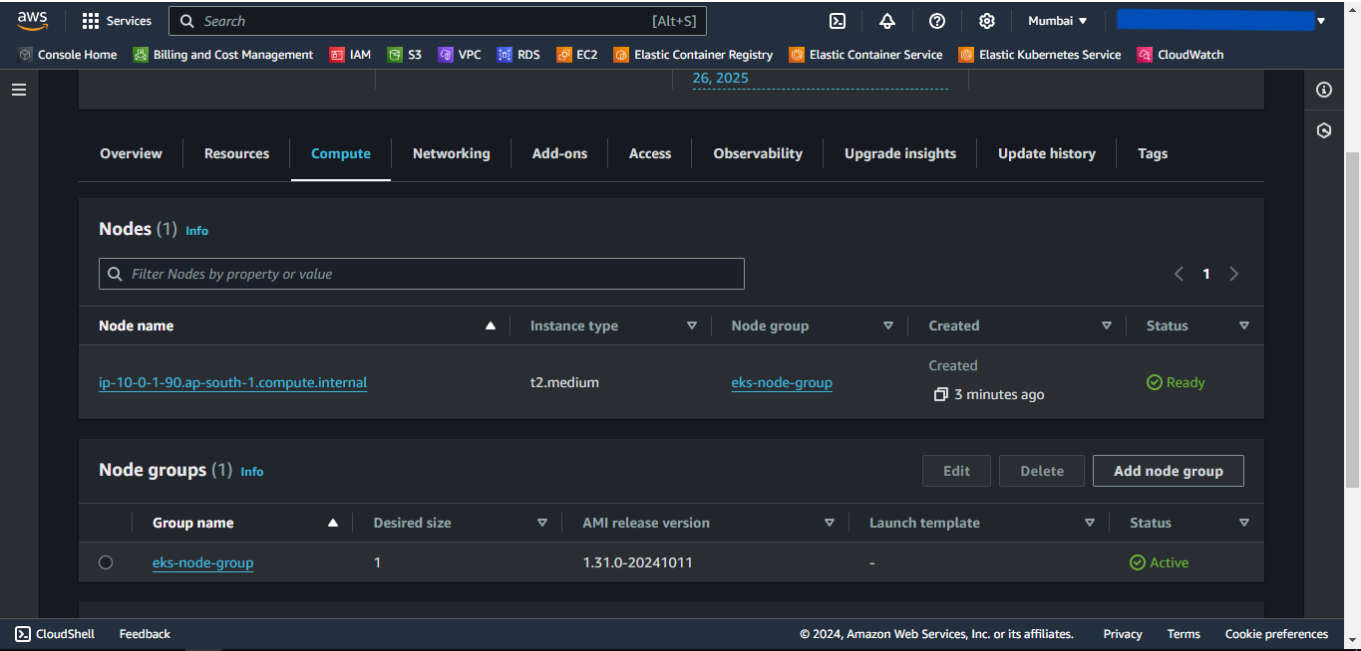 aws Services Search [Alt+S] Mumbai
Console Home Billing and Cost Management IAM S3 VPC RDS EC2 Elastic Container Registry Elastic Container Service Elastic Kubernetes Service CloudWatch
26, 2025
Overview Resources Compute Networking Add-ons Access Observability Upgrade insights Update history Tags
Nodes (1) Info
Filter Nodes by property or value 1
Node name Instance type Node group Created Status
Created
ip-10-0-1-90.ap-south-1.compute.internal t2.medium eks-node-group Ready
3 minutes ago
Node groups (1) Info Edit Delete Add node group
Group name Desired size AMI release version Launch template Status
eks-node-group 1 1.31.0-20241011 - Active
CloudShell Feedback © 2024, Amazon Web Services, Inc. or its affiliates. Privacy Terms Cookie preferences